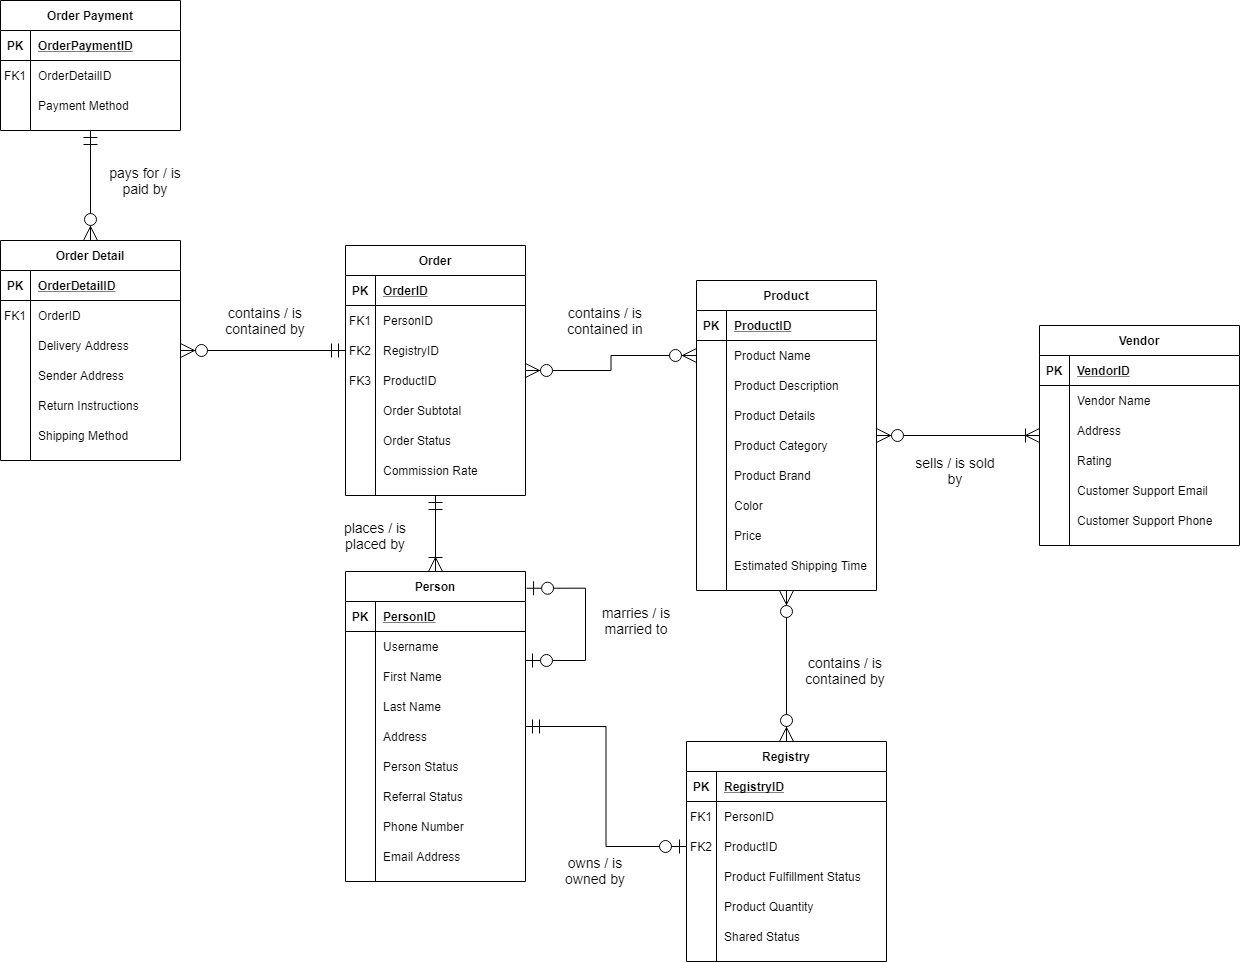 Order Payment
PK OrderPaymentID
FK1 OrderDetailID
Payment Method
pays for / is
paid by
Order Detail
PK OrderDetailID
FK1 OrderID
Delivery Address
Sender Address
Return Instructions
Shipping Method
contains / is
contained by
Order
PK OrderID
FK1 PersonID
FK2 RegistryID
FK3 ProductID
Order Subtotal
Order Status
Commission Rate
contains / is
contained in
Product
PK ProductID
Product Name
Product Description
Product Details
Product Category
Product Brand
Color
Price
Estimated Shipping Time
sells / is sold
by
Vendor
PK VendorID
Vendor Name
Address
Rating
Customer Support Email
Customer Support Phone
places / is
placed by
Person
PK PersonID
Username
First Name
Last Name
Address
Person Status
Referral Status
Phone Number
Email Address
marries / is
married to
contains / is
contained by
owns / is
owned by
Registry
PK RegistryID
FK1 PersonID
FK2 ProductID
Product Fulfillment Status
Product Quantity
Shared Status